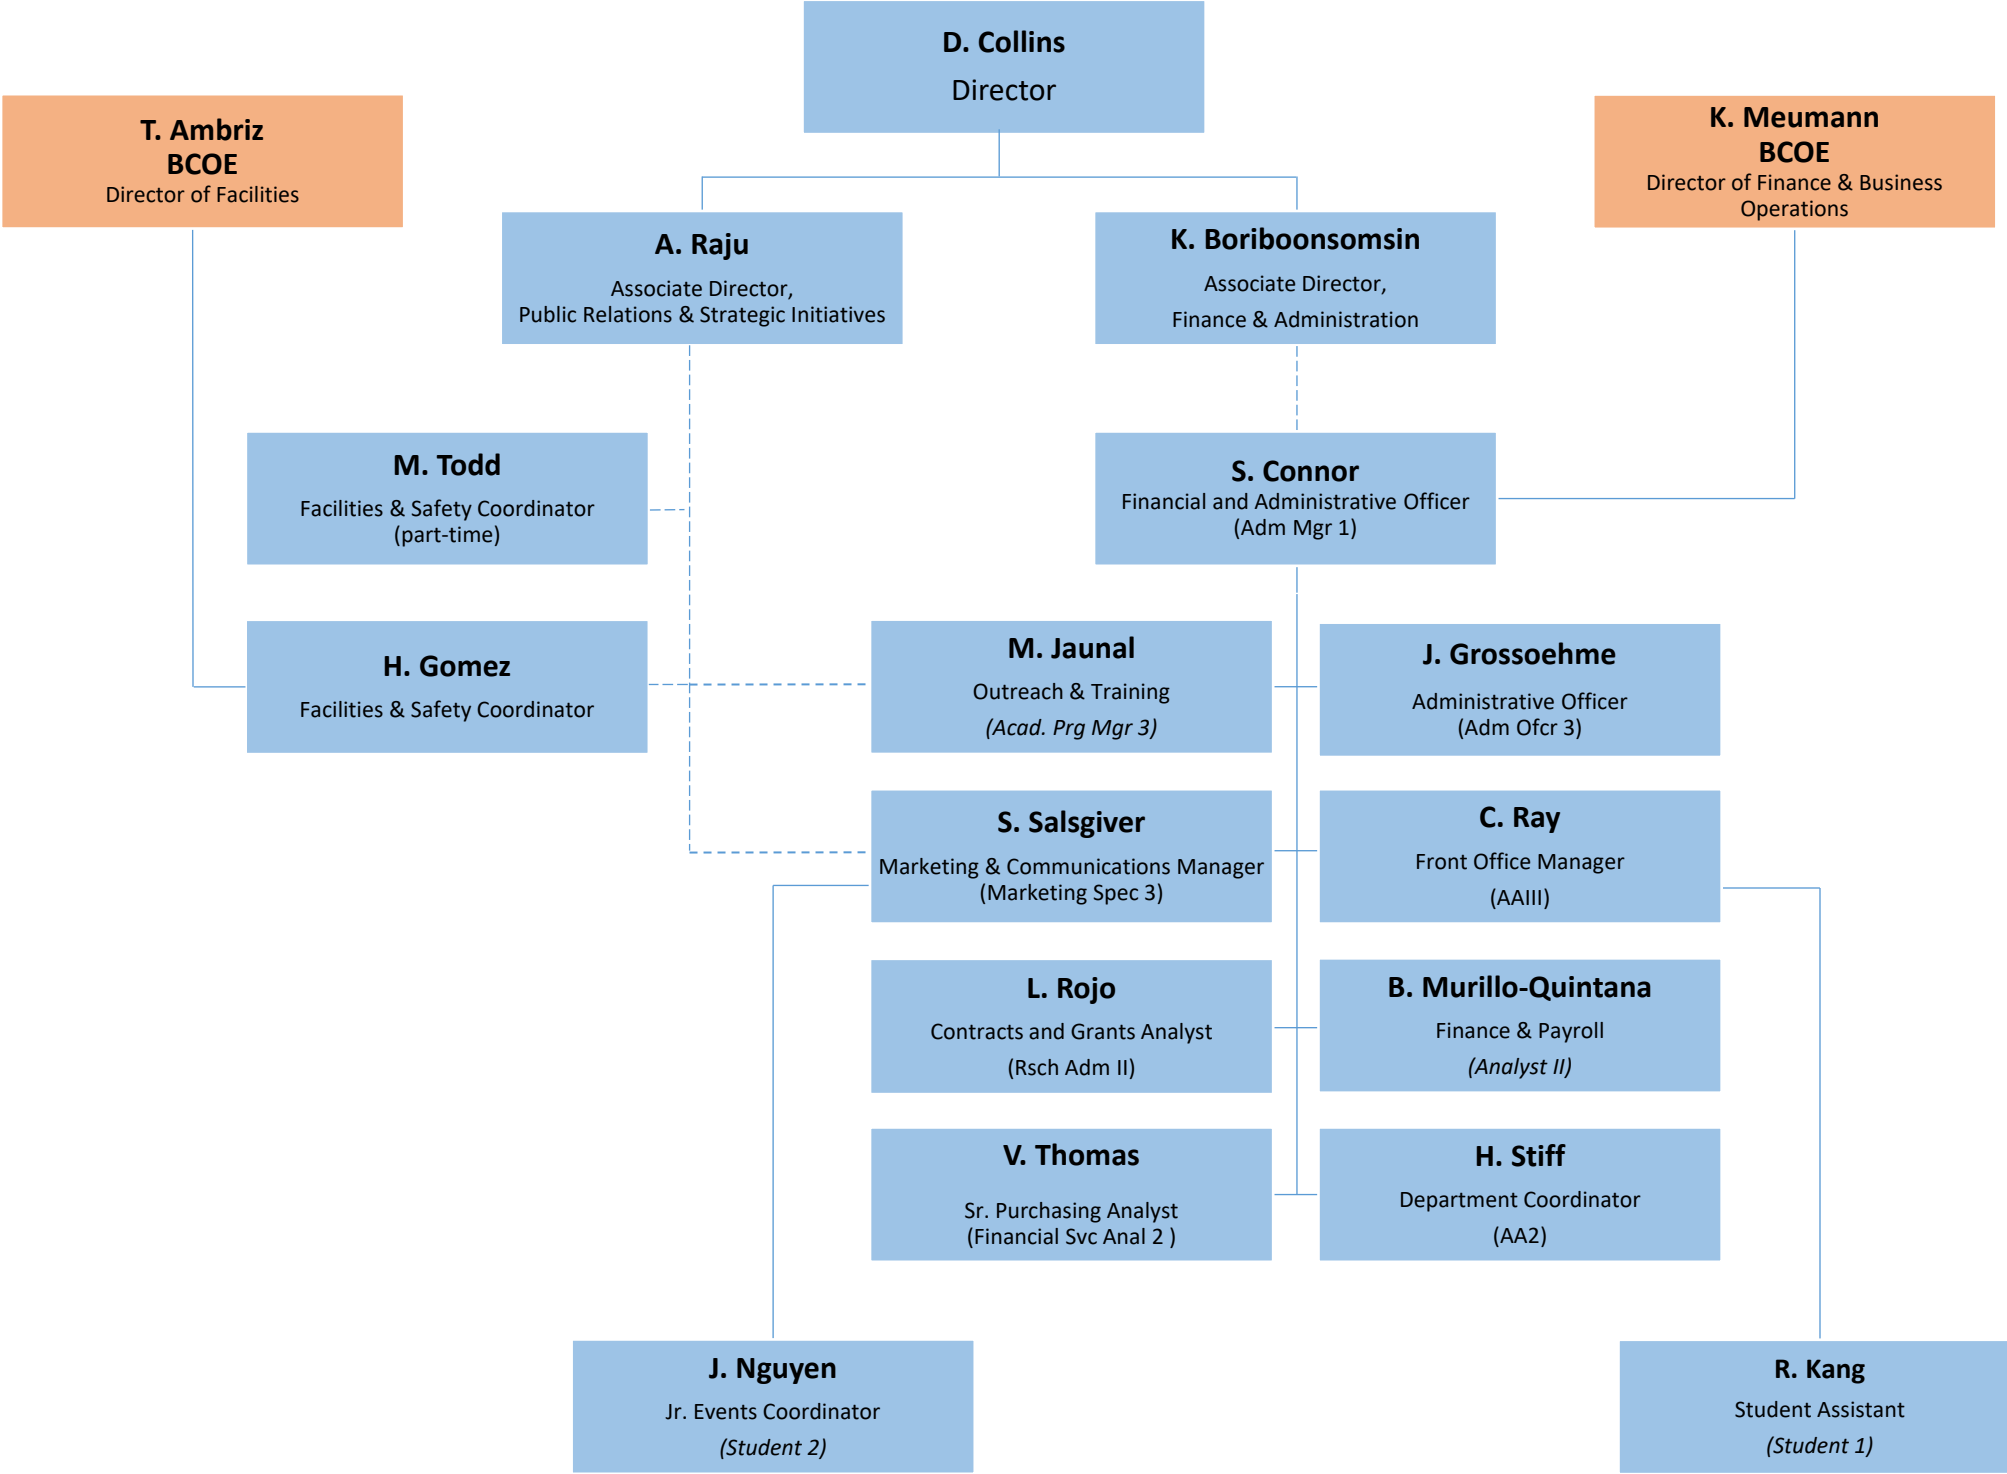 D. Collins
Director
T. Ambriz
BCOE
Director of Facilities
K. Meumann
BCOE
Director of Finance & Business
Operations
A. Raju
Associate Director,
Public Relations & Strategic Initiatives
K. Boriboonsomsin
Associate Director,
Finance & Administration
M. Todd
Facilities & Safety Coordinator
(part-time)
S. Connor
Financial and Administrative Officer
(Adm Mgr 1)
H. Gomez
Facilities & Safety Coordinator
M. Jaunal
Outreach & Training
(Acad. Prg Mgr 3)
J. Grossoehme
Administrative Officer
(Adm Ofcr 3)
S. Salsgiver
Marketing & Communications Manager
(Marketing Spec 3)
C. Ray
Front Office Manager
(AAIII)
L. Rojo
Contracts and Grants Analyst
(Rsch Adm II)
B. Murillo-Quintana
Finance & Payroll
(Analyst II)
V. Thomas
Sr. Purchasing Analyst
(Financial Svc Anal 2 )
H. Stiff
Department Coordinator
(AA2)
J. Nguyen
Jr. Events Coordinator
(Student 2)
R. Kang
Student Assistant
(Student 1)